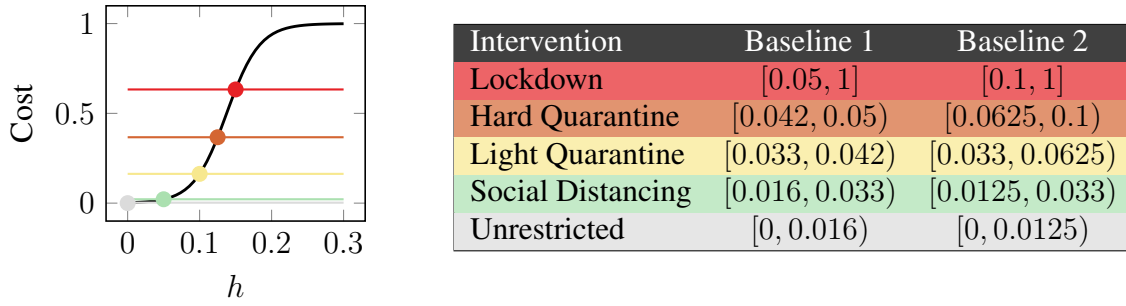 1
0.5
0
Cost
0
0.1
0.2
0.3
h
Intervention Baseline 1 Baseline 2
Lockdown [0.05, 1] [0.1, 1]
Hard Quarantine [0.042, 0.05) [0.0625, 0.1)
Light Quarantine [0.033, 0.042) [0.033, 0.0625)
Social Distancing [0.016, 0.033) [0.0125, 0.033)
Unrestricted [0, 0.016) [0, 0.0125)